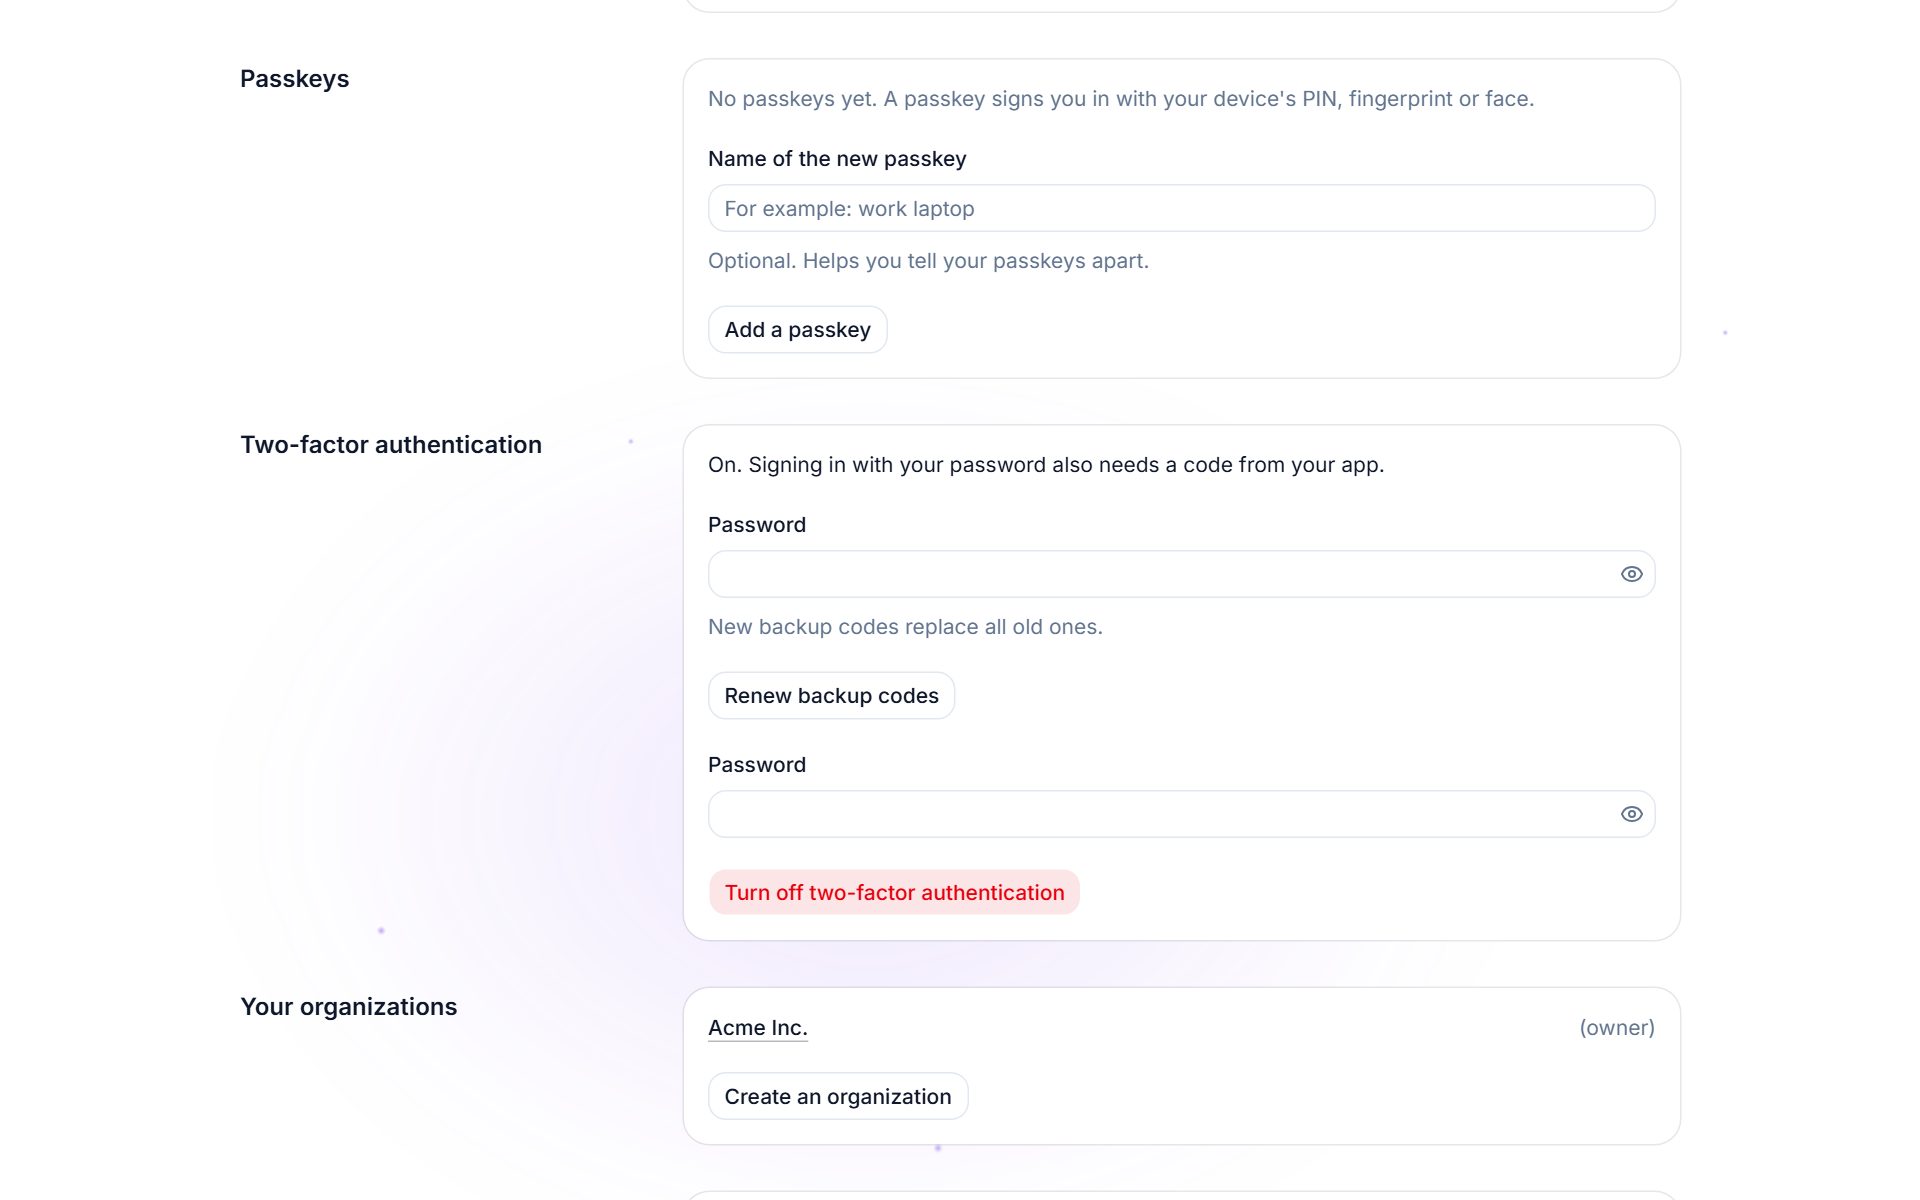 Passkeys
No passkeys yet. A passkey signs you in with your device's PIN, fingerprint or face.
Name of the new passkey
For example: work laptop
Optional. Helps you tell your passkeys apart.
Add a passkey
Two-factor authentication
On. Signing in with your password also needs a code from your app.
Password
New backup codes replace all old ones.
Renew backup codes
Password
Turn off two-factor authentication
Your organizations
Acme Inc.
(owner)
Create an organization